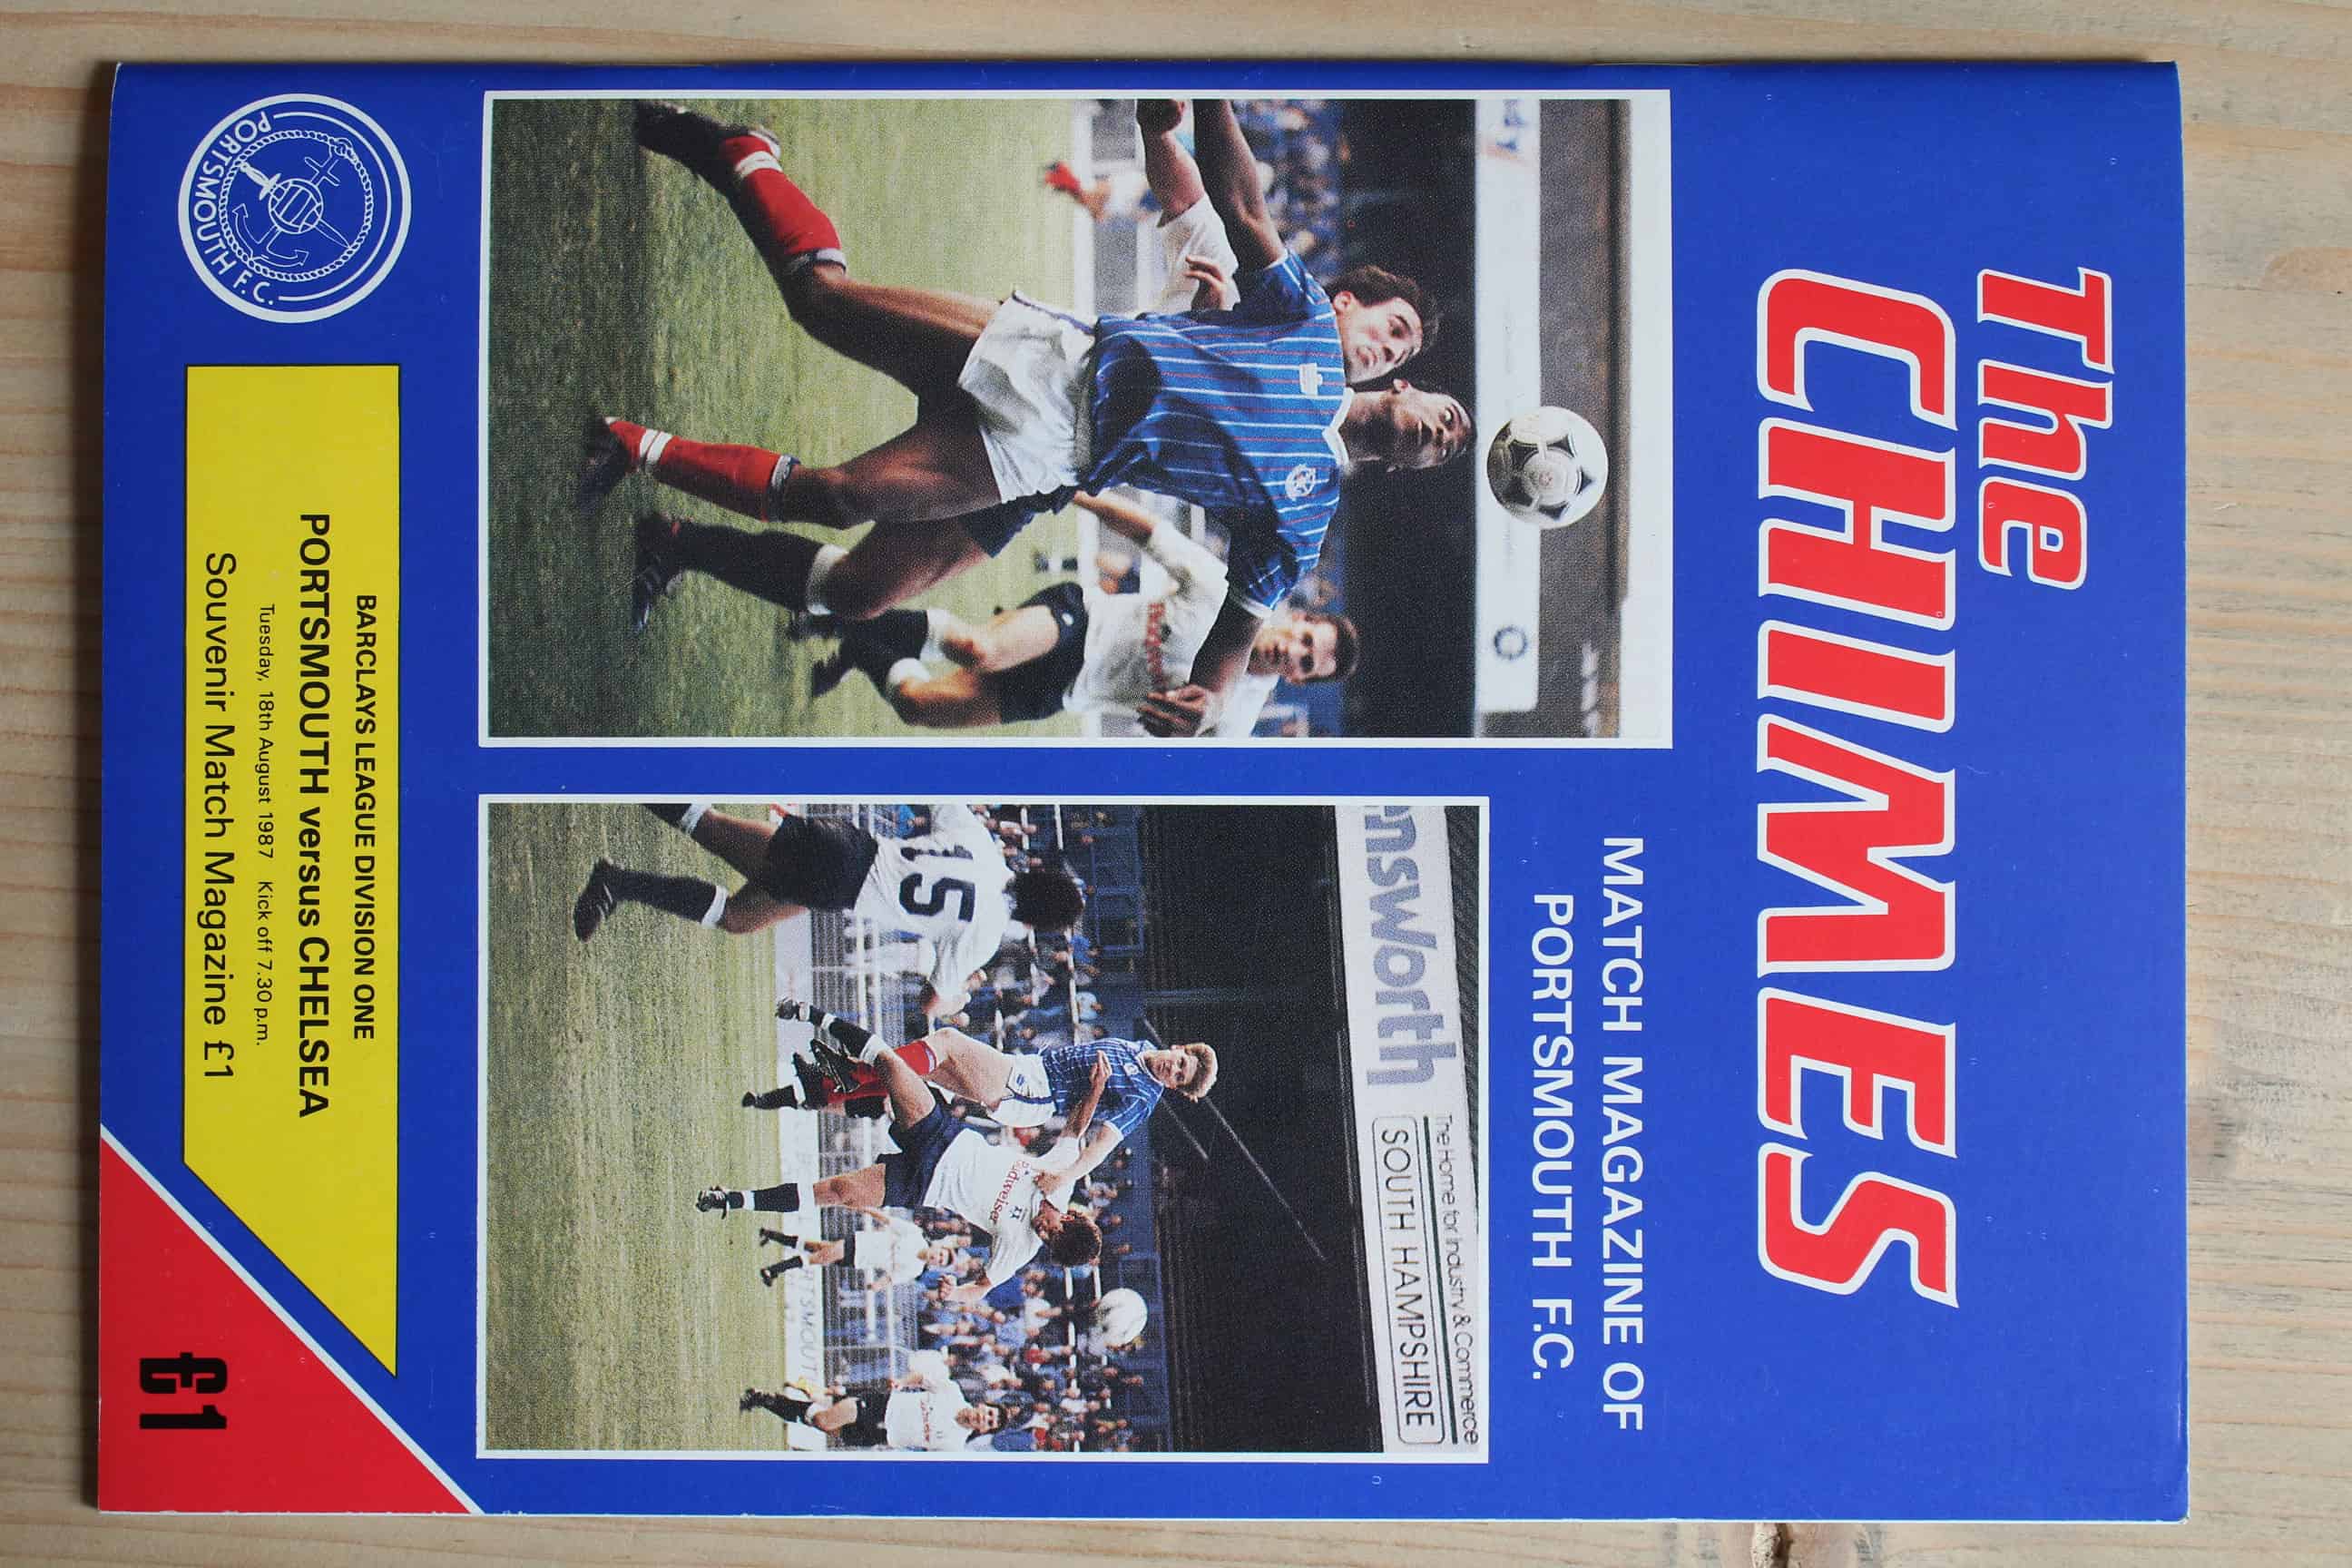 The
CHIMES
MATCH MAGAZINE OF
PORTSMOUTH F.C.
nsworth
The Home for Industry & Commerce
SOUTH HAMPSHIRE
15
PORTSMOUTH F.C.
BARCLAYS LEAGUE DIVISION ONE
PORTSMOUTH versus CHELSEA
Tuesday, 18th August 1987 Kick off 7.30 p.m.
Souvenir Match Magazine £1
£1